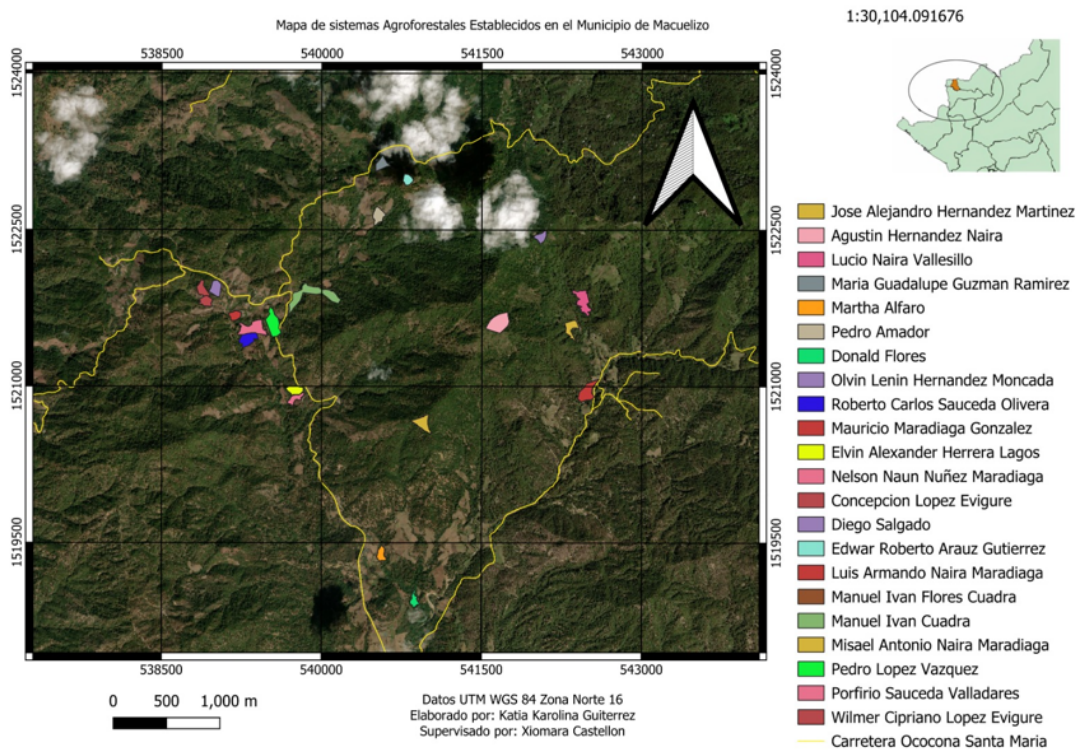 Mapa de sistemas Agroforestales Establecidos en el Municipio de Macuelizo
1:30,104.091676
538500 540000 541500 543000
1524000 1524000
1522500 1522500
1521000 1521000
1519500 1519500
538500 540000 541500 543000
Jose Alejandro Hernandez Martinez
Agustin Hernandez Naira
Lucio Naira Vallesillo
Maria Guadalupe Guzman Ramirez
Martha Alfaro
Pedro Amador
Donald Flores
Olvin Lenin Hernandez Moncada
Roberto Carlos Sauceda Olivera
Mauricio Maradiaga Gonzalez
Elvin Alexander Herrera Lagos
Nelson Naun Nuñez Maradiaga
Concepcion Lopez Evigure
Diego Salgado
Edwar Roberto Arauz Gutierrez
Luis Armando Naira Maradiaga
Manuel Ivan Flores Cuadra
Manuel Ivan Cuadra
Misael Antonio Naira Maradiaga
Pedro Lopez Vazquez
Porfirio Sauceda Valladares
Wilmer Cipriano Lopez Evigure
Carretera Ococona Santa Maria
0 500 1,000 m
Datos UTM WGS 84 Zona Norte 16
Elaborado por: Katia Karolina Guiterrez
Supervisado por: Xiomara Castellon